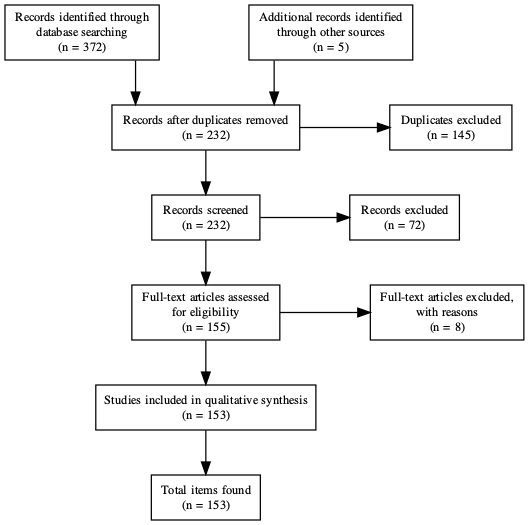 Records identified through
database searching
(n = 372)
Additional records identified
through other sources
(n = 5)
Records after duplicates removed
(n = 232)
Duplicates excluded
(n = 145)
Records screened
(n = 232)
Records excluded
(n = 72)
Full-text articles assessed
for eligibility
(n = 155)
Full-text articles excluded,
with reasons
(n = 8)
Studies included in qualitative synthesis
(n = 153)
Total items found
(n = 153)